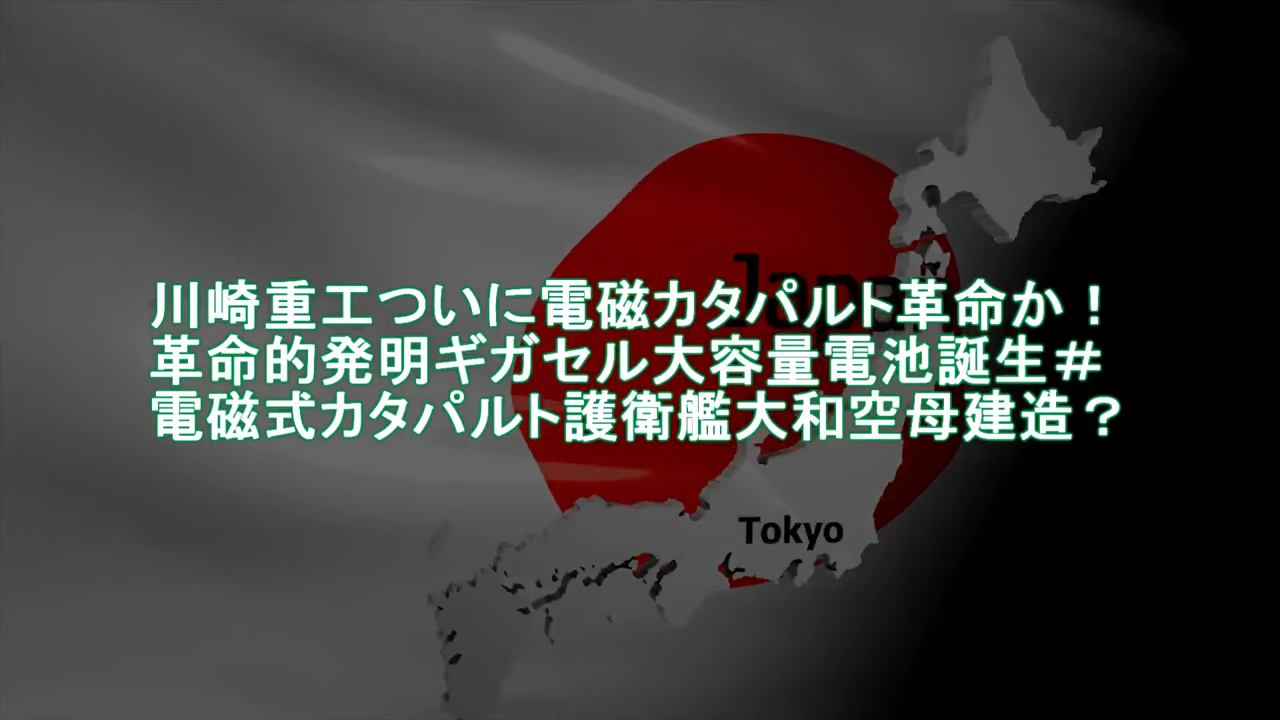 Japa
川崎重工ついに電磁カタパルト革命か！
革命的発明ギガセル大容量電池誕生＃
電磁式カタパルト護衛艦大和空母建造？
Tokyo